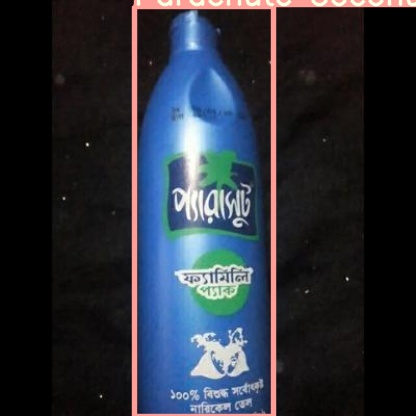 প্যারাসুট
ফ্যামিলি
প্যাক
১০০% বিশুদ্ধ সর্বোৎকৃষ্ট
নারিকেল তেল